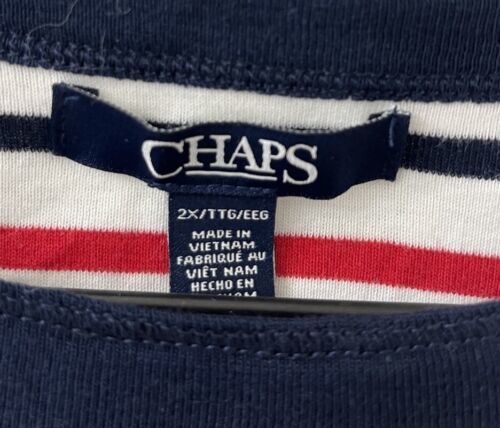 CHAPS
2X/TTG/EEG
MADE IN
VIETNAM
FABRIQUÉ AU
VIÊT NAM
HECHO EN